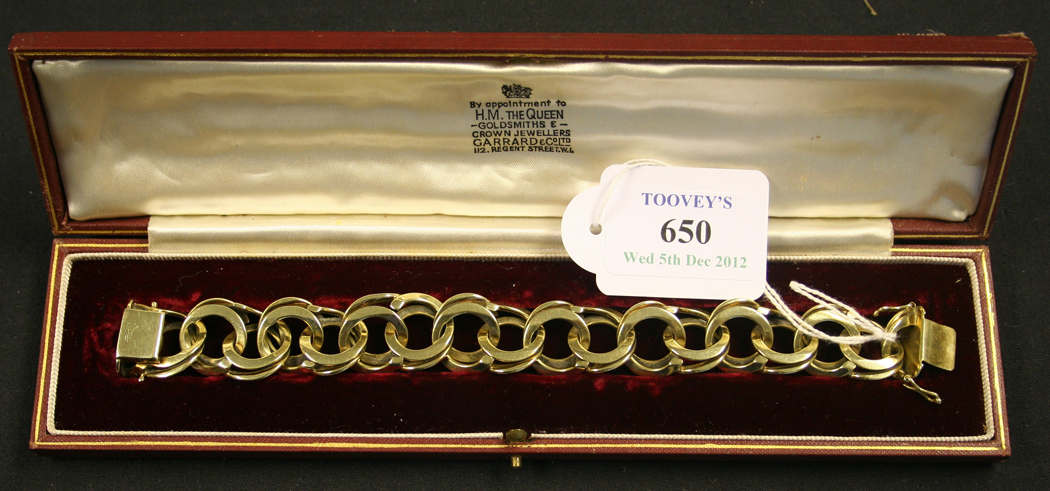 By appointment to
H.M. THE QUEEN
-GOLDSMITHS &-
CROWN JEWELLERS
GARRARD & CO LTD
112, REGENT STREET, W.1.
TOOVEY'S
650
Wed 5th Dec 2012